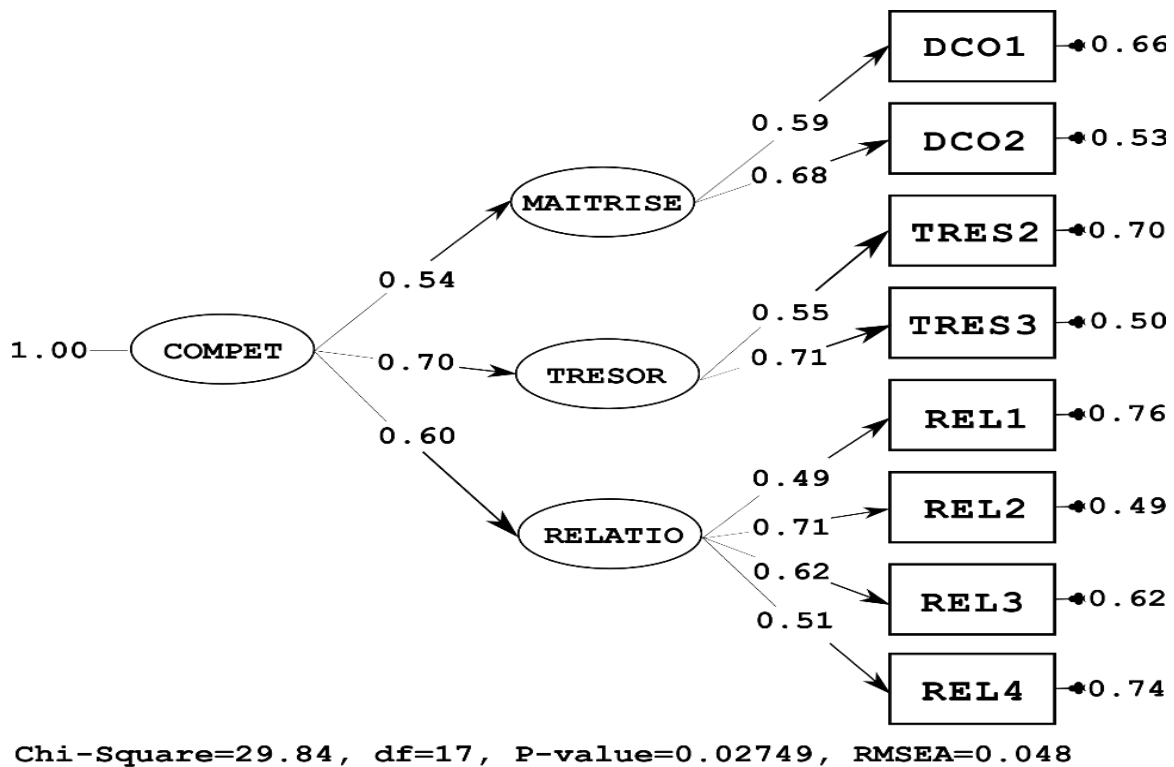 DCO1
0.66
0.59
DCO2
0.53
0.68
MAITRISE
TRES2
0.70
0.54
0.55
TRES3
0.50
1.00
COMPET
0.70
TRESOR
0.71
REL1
0.76
0.60
0.49
REL2
0.49
0.71
RELATIO
0.62
REL3
0.62
0.51
REL4
0.74
Chi-Square=29.84, df=17, P-value=0.02749, RMSEA=0.048